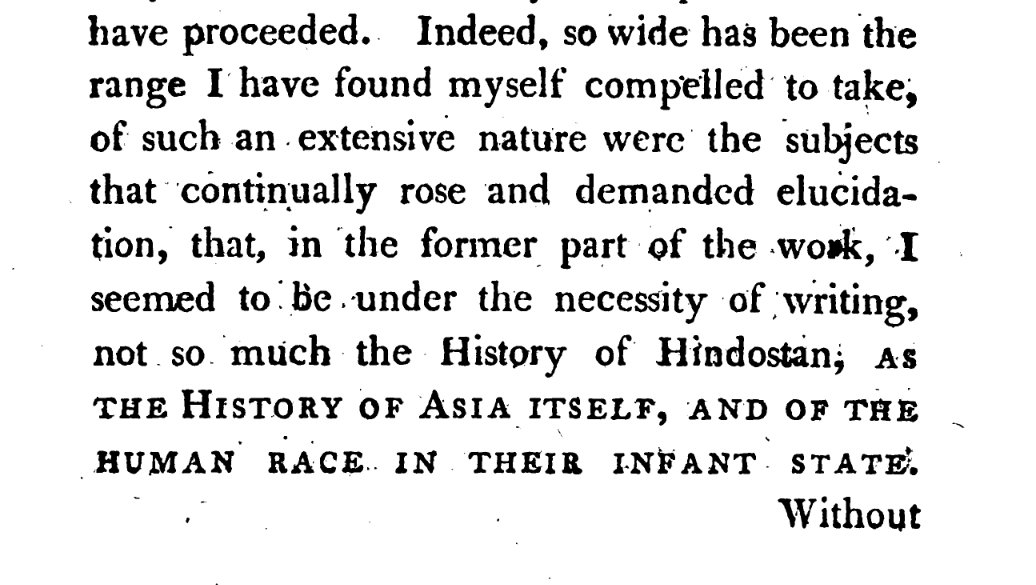 have proceeded. Indeed, so wide has been the
range I have found myself compelled to take,
of such an extensive nature were the subjects
that continually rose and demanded elucida-
tion, that, in the former part of the work, I
seemed to be under the necessity of writing,
not so much the History of Hindostan, AS
THE HISTORY OF ASIA ITSELF, AND OF THE
HUMAN RACE IN THEIR INFANT STATE.
Without